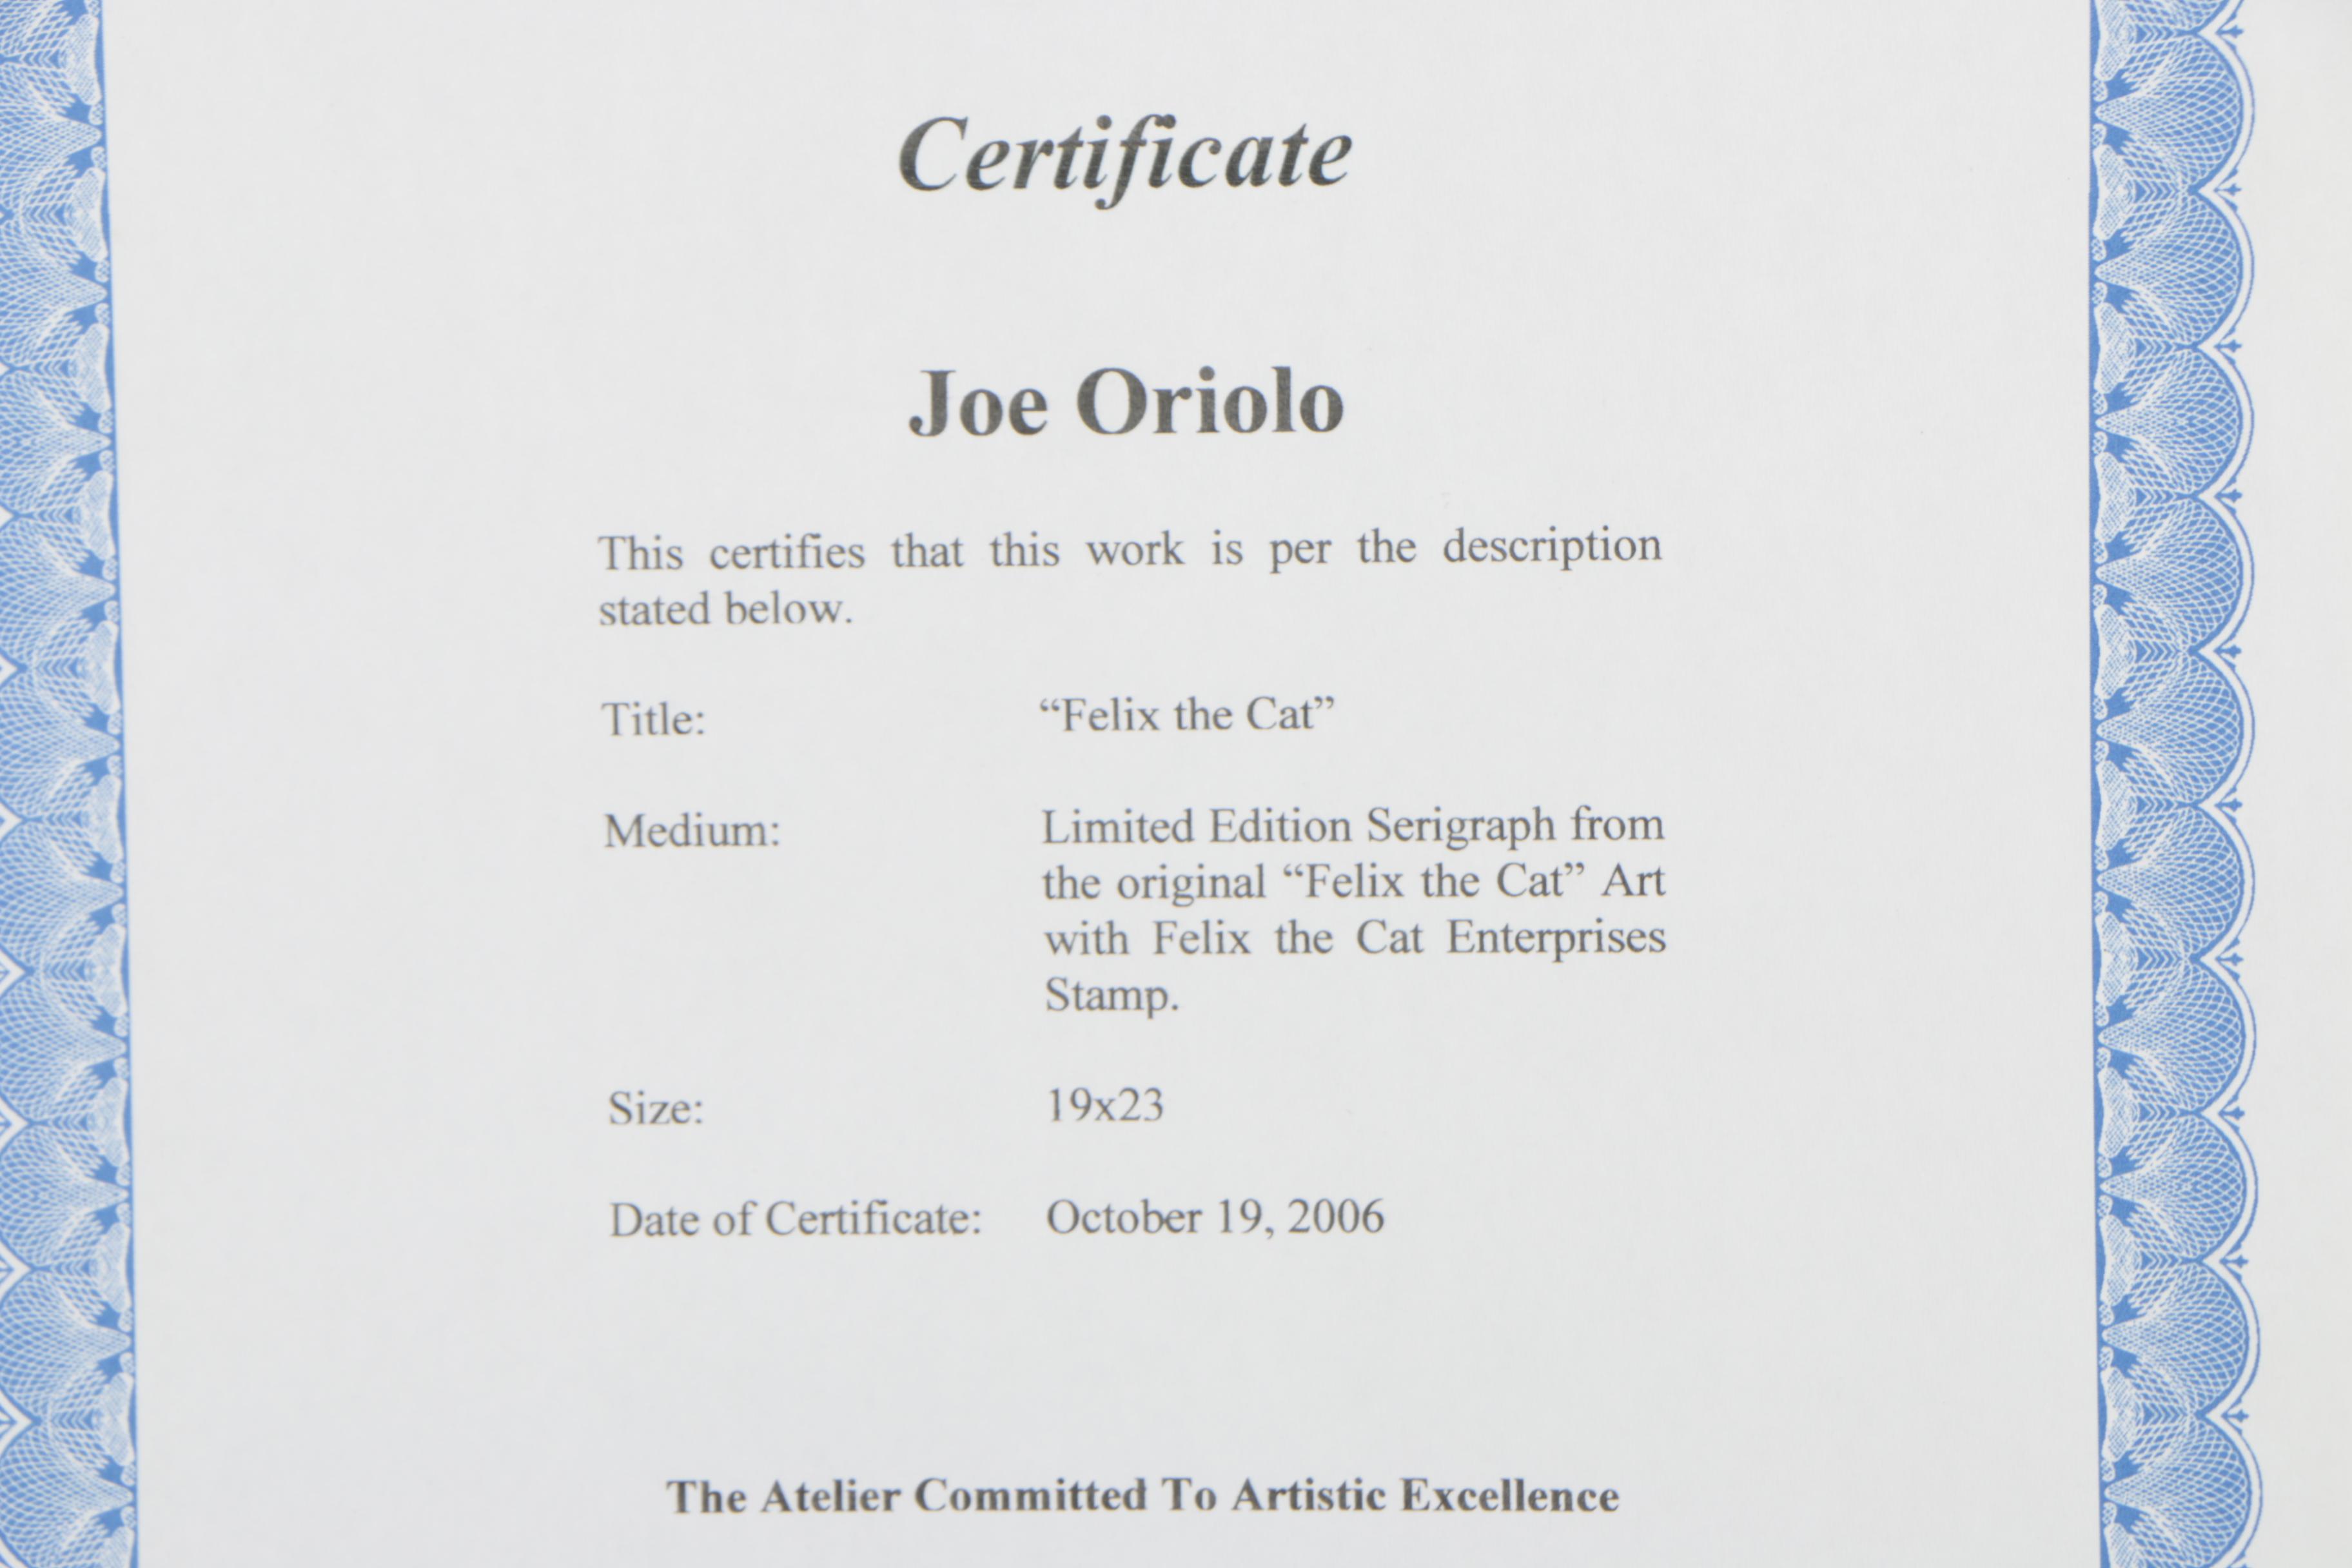 Certificate
Joe Oriolo
This certifies that this work is per the description
stated below.
Title: “Felix the Cat”
Medium: Limited Edition Serigraph from
the original “Felix the Cat” Art
with Felix the Cat Enterprises
Stamp.
Size: 19x23
Date of Certificate: October 19, 2006
The Atelier Committed To Artistic Excellence